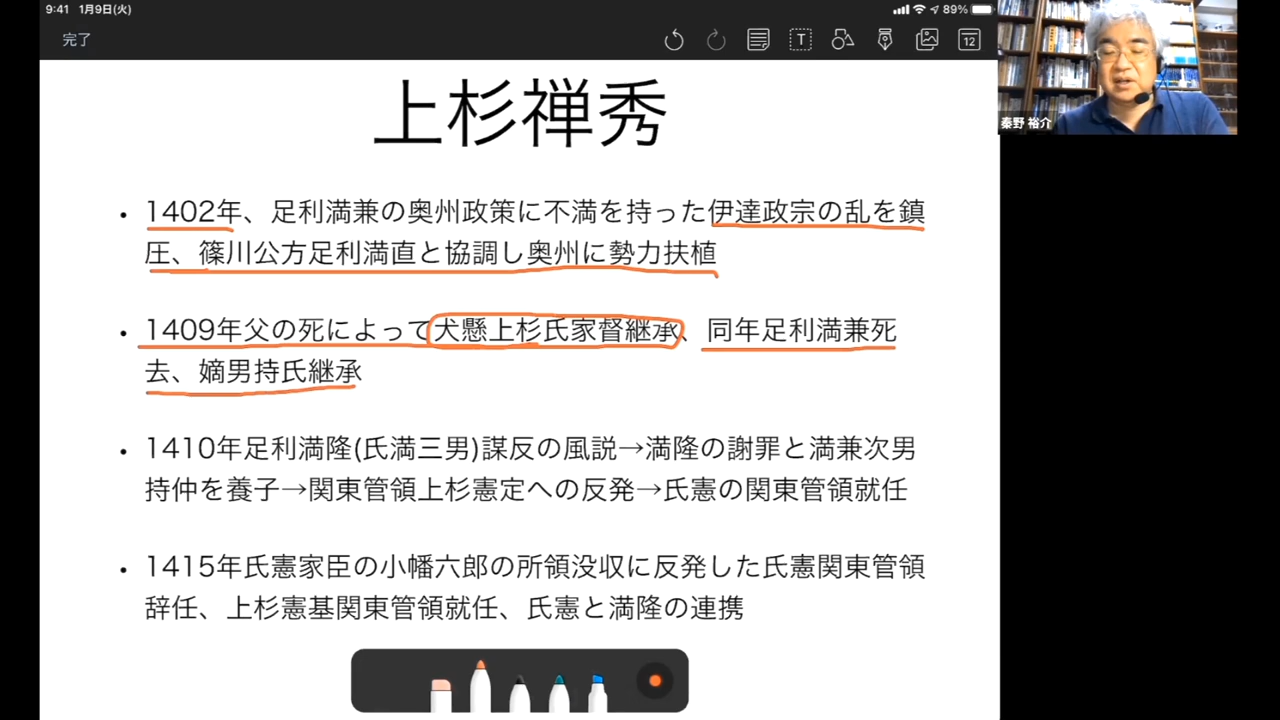 9:41 1月9日(火)
89%
完了
T
12
秦野 裕介
上杉禅秀
• 1402年、足利満兼の奥州政策に不満を持った伊達政宗の乱を鎮
圧、篠川公方足利満直と協調し奥州に勢力扶植
• 1409年父の死によって犬懸上杉氏家督継承、同年足利満兼死
去、嫡男持氏継承
• 1410年足利満隆(氏満三男)謀反の風説→満隆の謝罪と満兼次男
持仲を養子→関東管領上杉憲定への反発→氏憲の関東管領就任
• 1415年氏憲家臣の小幡六郎の所領没収に反発した氏憲関東管領
辞任、上杉憲基関東管領就任、氏憲と満隆の連携